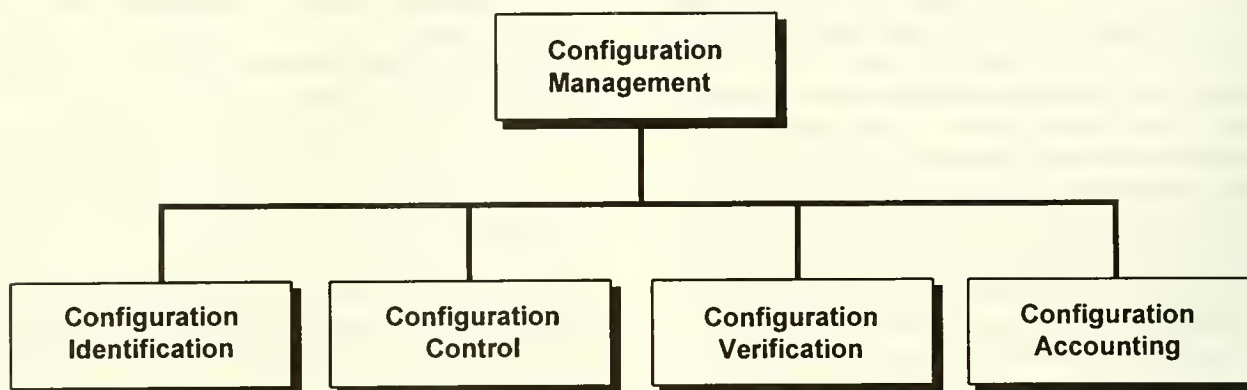 Configuration
Management
Configuration
Identification
Configuration
Control
Configuration
Verification
Configuration
Accounting